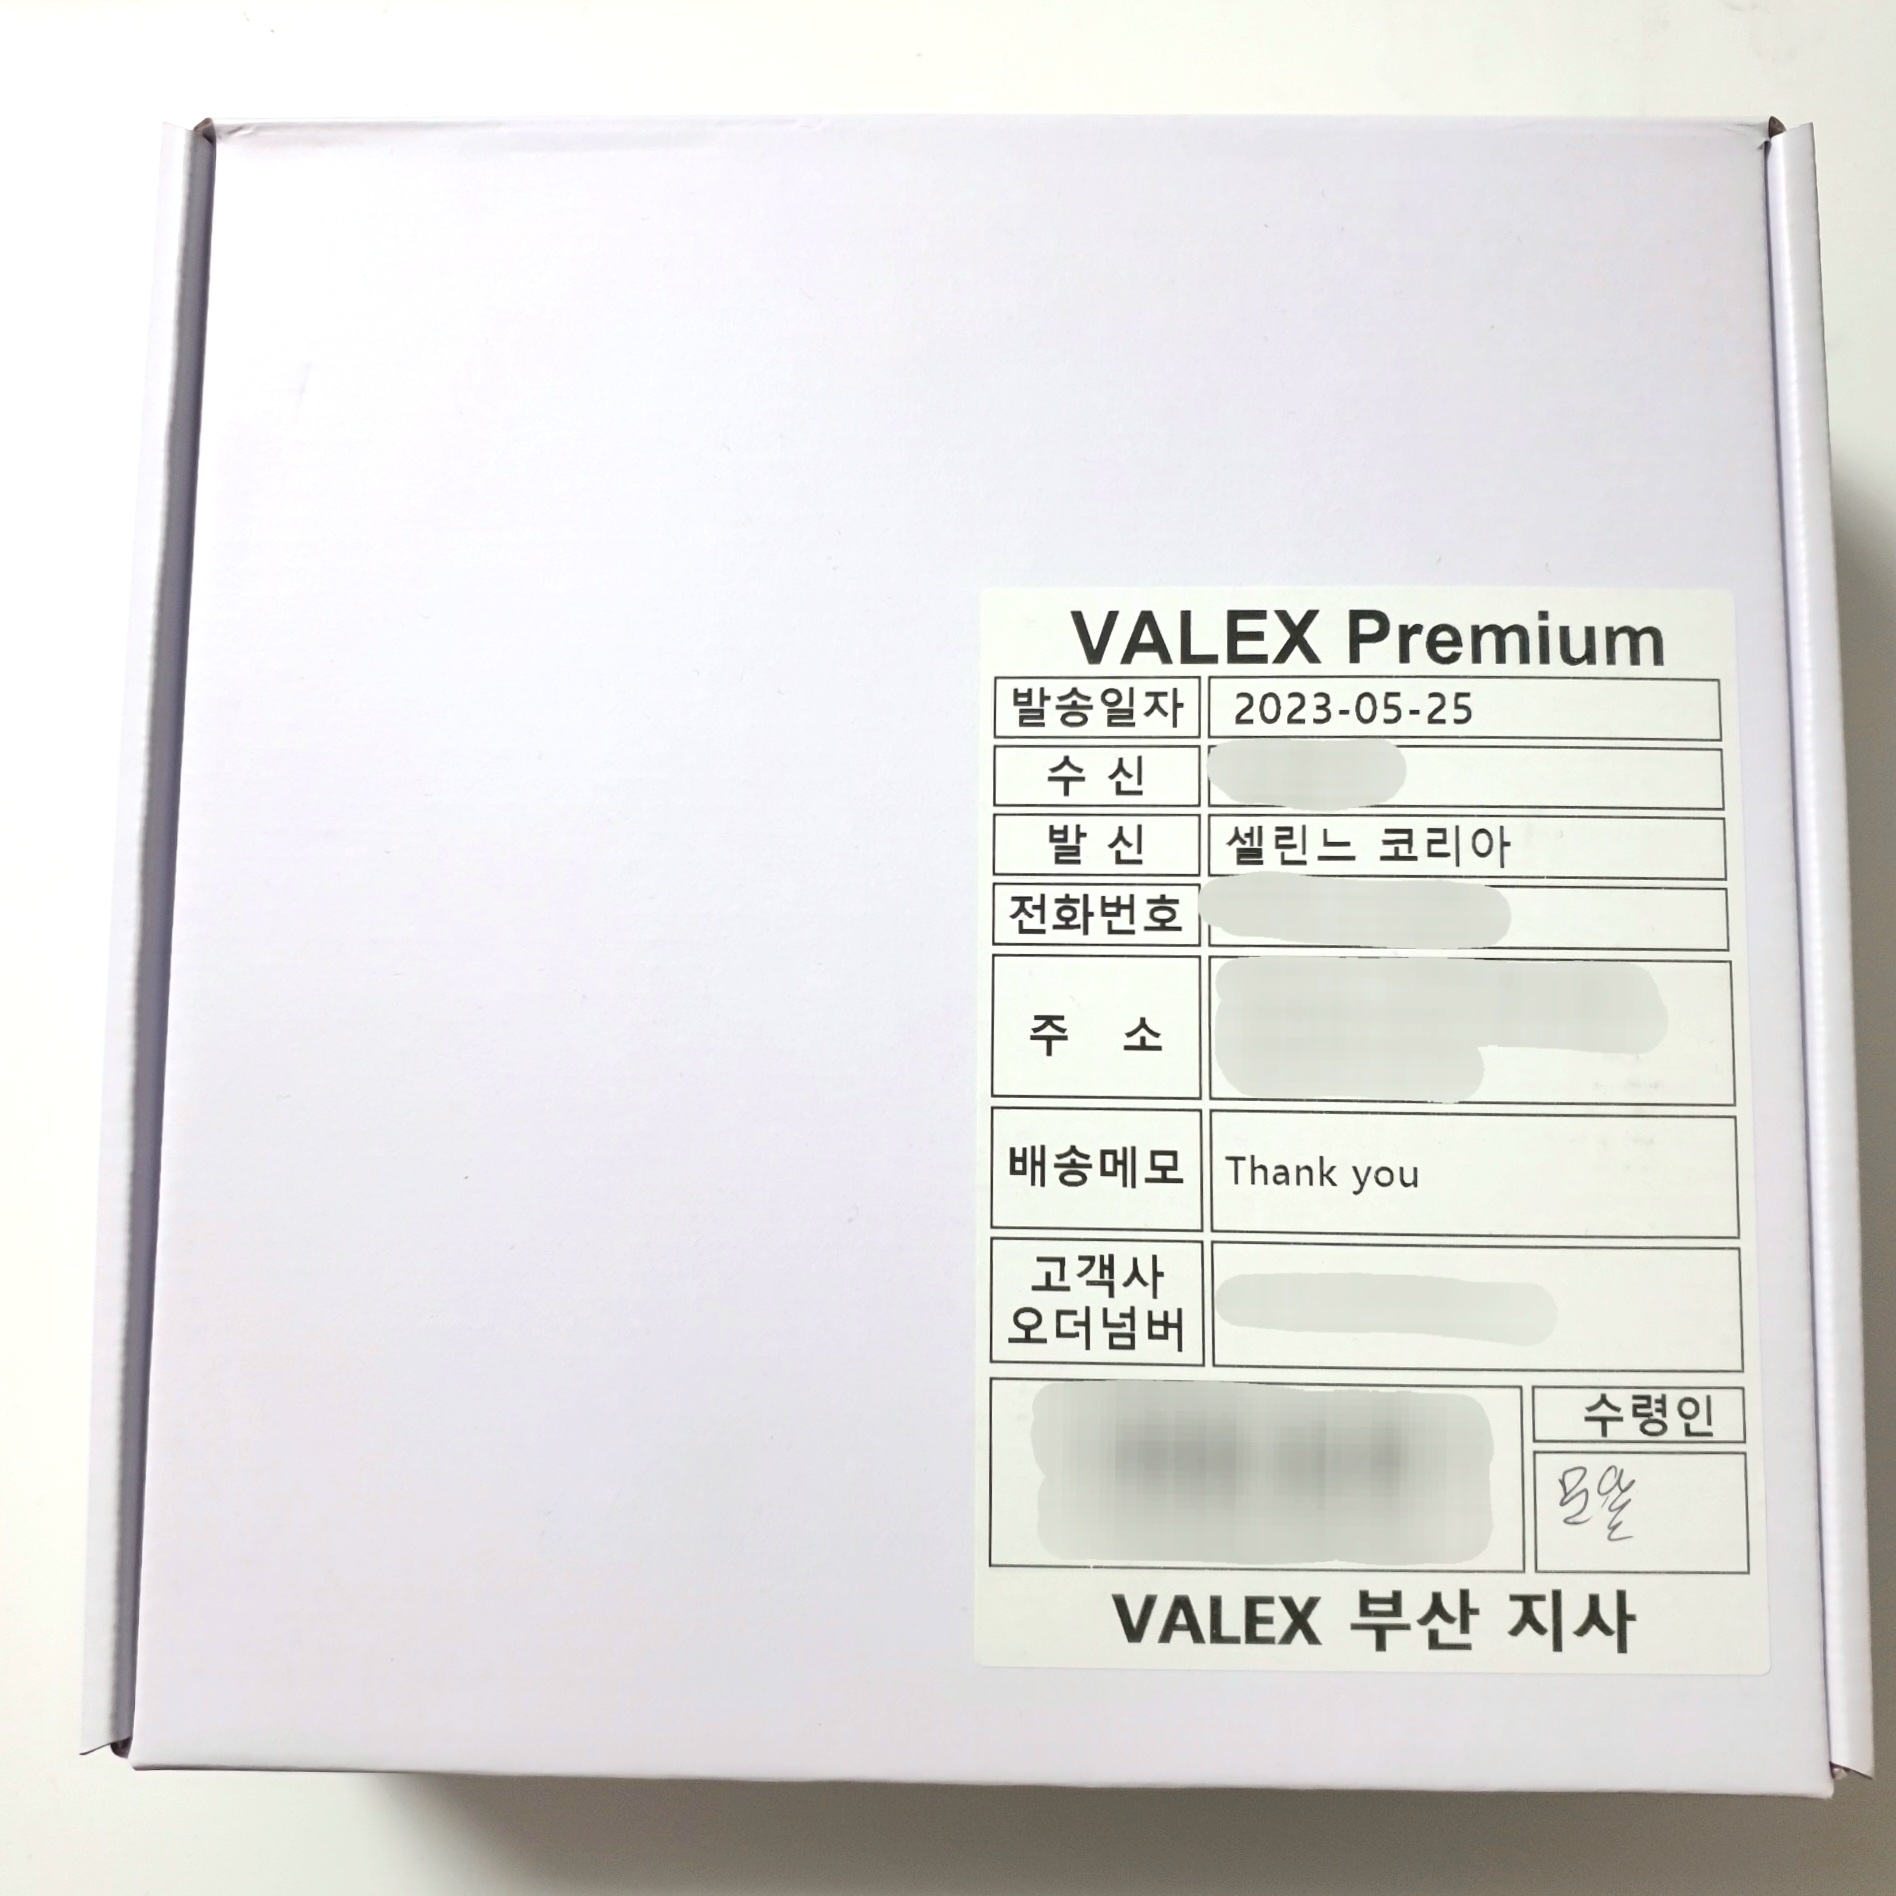 VALEX Premium
발송일자 2023-05-25
수 신
발 신 셀린느 코리아
전화번호
주 소
배송메모 Thank you
고객사
오더넘버
수령인
VALEX 부산 지사